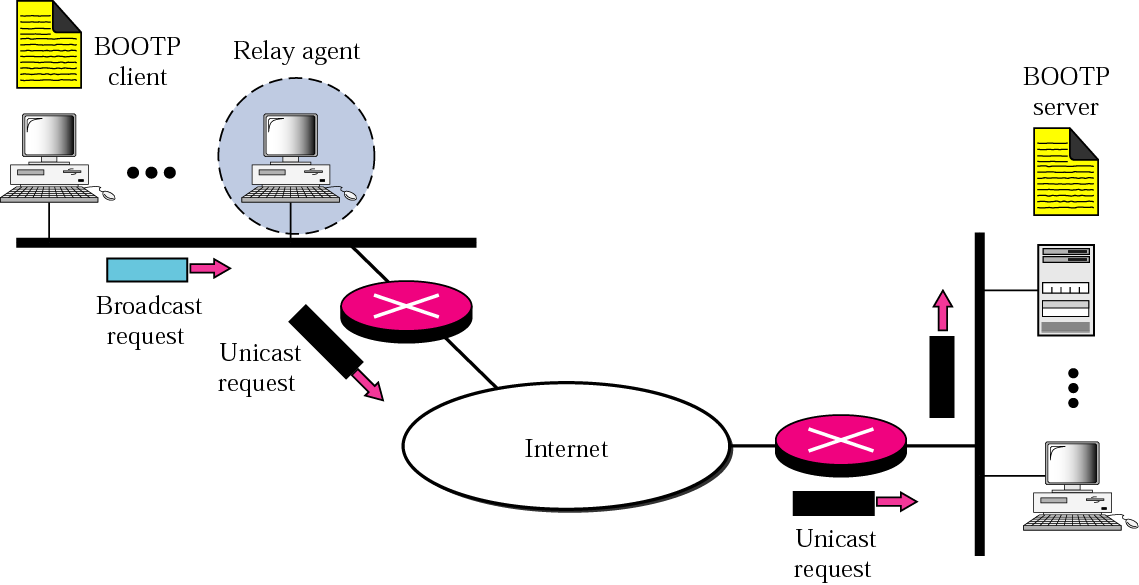 BOOTP
client
Relay agent
BOOTP
server
Broadcast
request
Unicast
request
Internet
Unicast
request